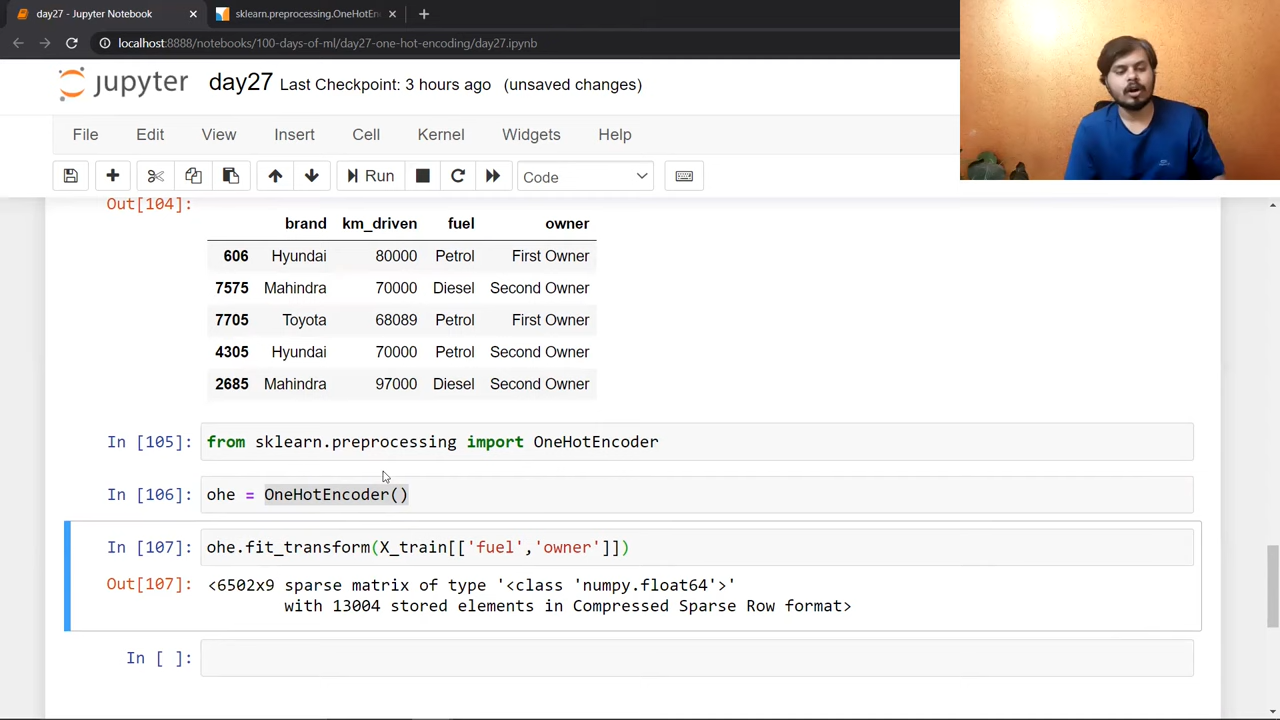 day27 - Jupyter Notebook
sklearn.preprocessing.OneHotEn
localhost:8888/notebooks/100-days-of-ml/day27-one-hot-encoding/day27.ipynb
jupyter day27 Last Checkpoint: 3 hours ago (unsaved changes)
File Edit View Insert Cell Kernel Widgets Help
Run Code
Out[104]:
brand km_driven fuel owner
606 Hyundai 80000 Petrol First Owner
7575 Mahindra 70000 Diesel Second Owner
7705 Toyota 68089 Petrol First Owner
4305 Hyundai 70000 Petrol Second Owner
2685 Mahindra 97000 Diesel Second Owner
In [105]: from sklearn.preprocessing import OneHotEncoder
In [106]: ohe = OneHotEncoder()
In [107]: ohe.fit_transform(X_train[['fuel','owner']])
Out[107]: <6502x9 sparse matrix of type '<class 'numpy.float64'>'
with 13004 stored elements in Compressed Sparse Row format>
In [ ]: